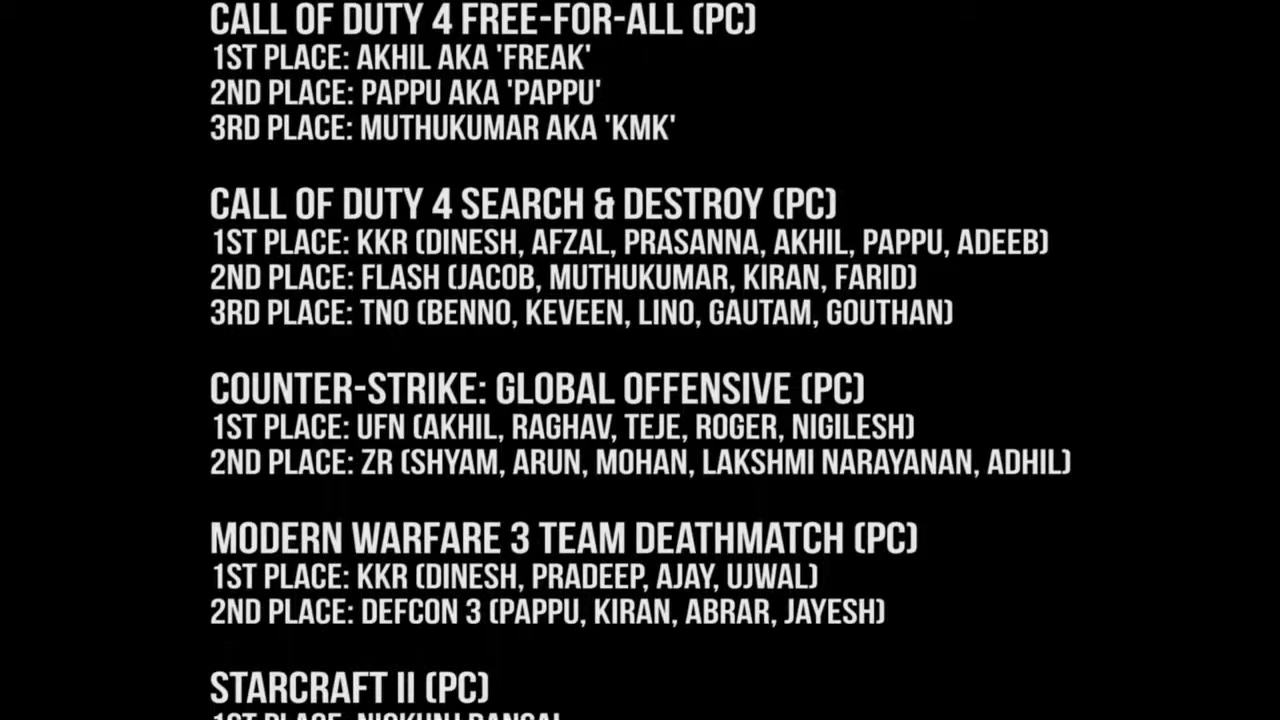 CALL OF DUTY 4 FREE-FOR-ALL (PC)
1ST PLACE: AKHIL AKA 'FREAK'
2ND PLACE: PAPPU AKA 'PAPPU'
3RD PLACE: MUTHUKUMAR AKA 'KMK'
CALL OF DUTY 4 SEARCH & DESTROY (PC)
1ST PLACE: KKR (DINESH, AFZAL, PRASANNA, AKHIL, PAPPU, ADEEB)
2ND PLACE: FLASH (JACOB, MUTHUKUMAR, KIRAN, FARID)
3RD PLACE: TNO (BENNO, KEVEEN, LINO, GAUTAM, GOUTHAN)
COUNTER-STRIKE: GLOBAL OFFENSIVE (PC)
1ST PLACE: UFN (AKHIL, RAGHAV, TEJE, ROGER, NIGILESH)
2ND PLACE: ZR (SHYAM, ARUN, MOHAN, LAKSHMI NARAYANAN, ADHIL)
MODERN WARFARE 3 TEAM DEATHMATCH (PC)
1ST PLACE: KKR (DINESH, PRADEEP, AJAY, UJWAL)
2ND PLACE: DEFCON 3 (PAPPU, KIRAN, ABRAR, JAYESH)
STARCRAFT II (PC)
1ST PLACE: